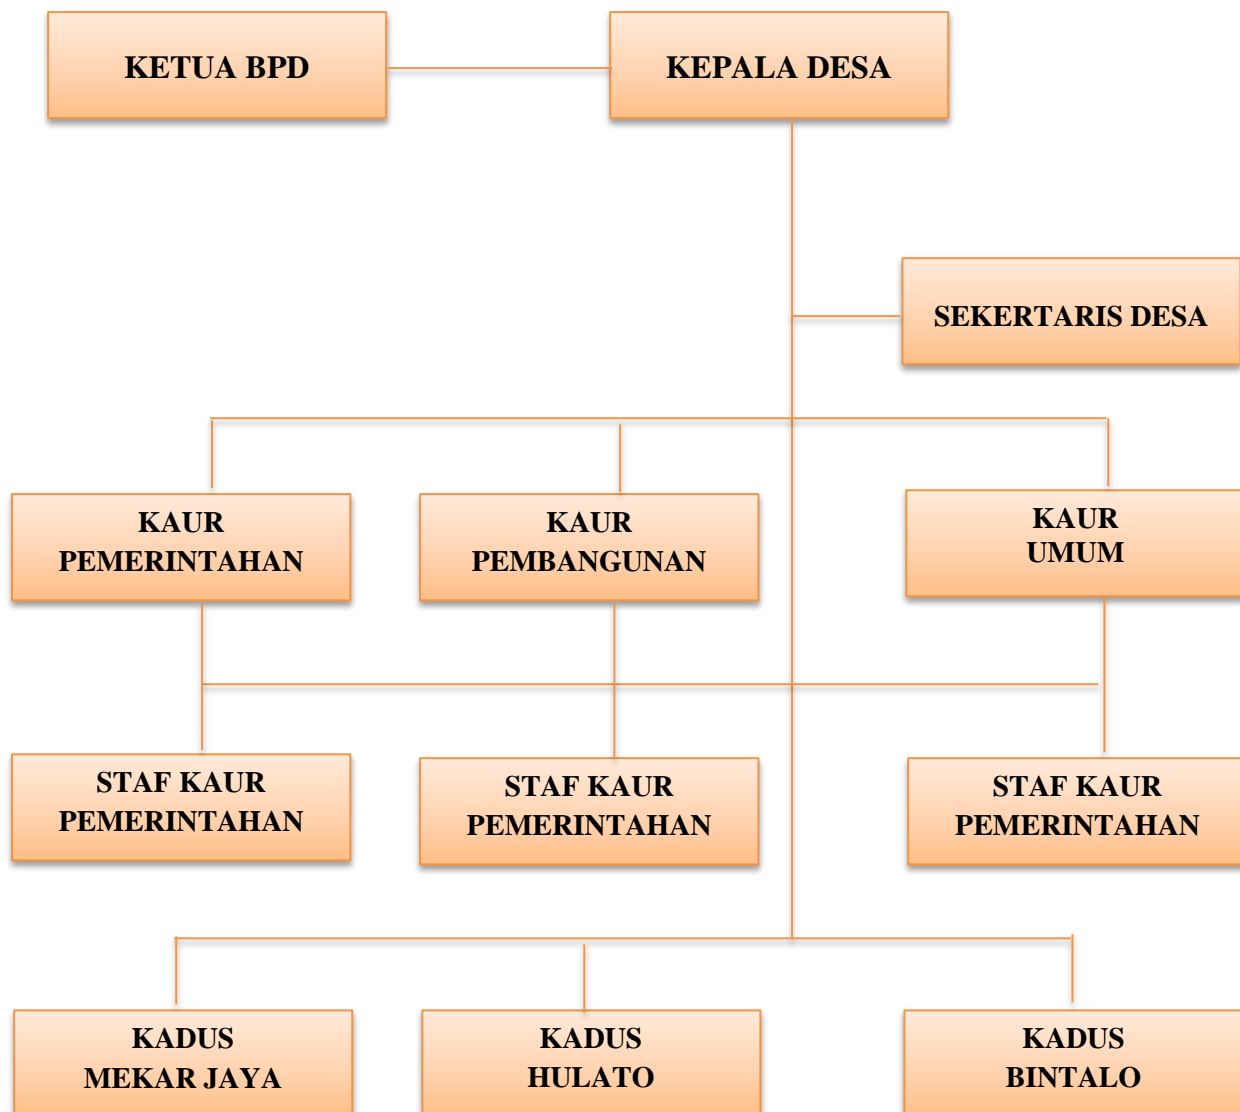 KETUA BPD
KEPALA DESA
SEKERTARIS DESA
KAUR
PEMERINTAHAN
KAUR
PEMBANGUNAN
KAUR
UMUM
STAF KAUR
PEMERINTAHAN
STAF KAUR
PEMERINTAHAN
STAF KAUR
PEMERINTAHAN
KADUS
MEKAR JAYA
KADUS
HULATO
KADUS
BINTALO